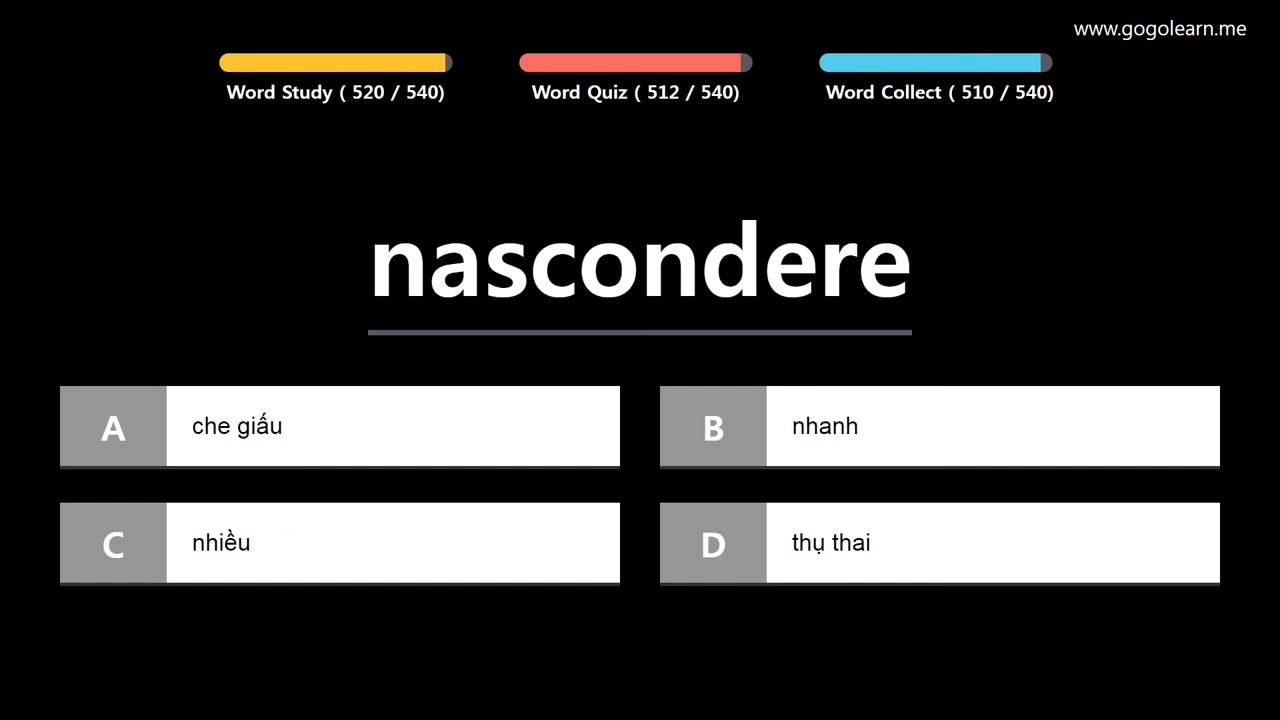 www.gogolearn.me
Word Study ( 520 / 540)
Word Quiz ( 512 / 540)
Word Collect ( 510 / 540)
nascondere
A che giấu
B nhanh
C nhiều
D thụ thai